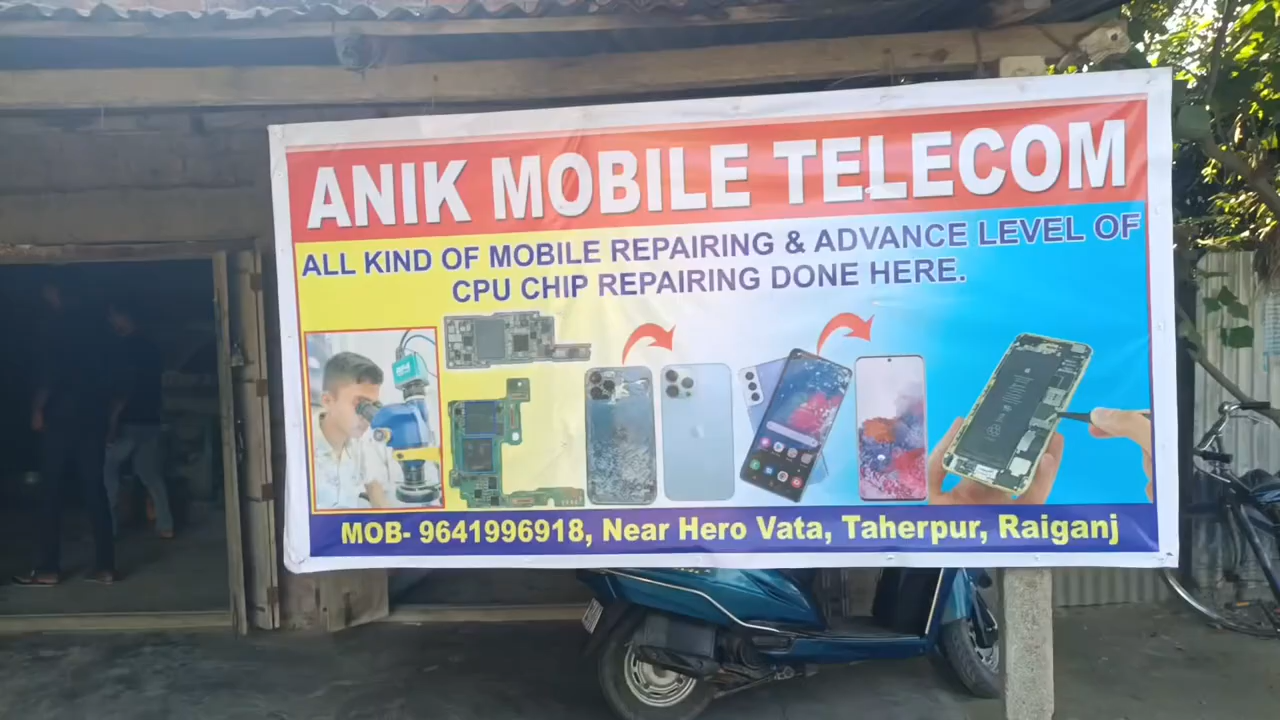 ANIK MOBILE TELECOM
ALL KIND OF MOBILE REPAIRING & ADVANCE LEVEL OF
CPU CHIP REPAIRING DONE HERE.
MOB- 9641996918, Near Hero Vata, Taherpur, Raiganj